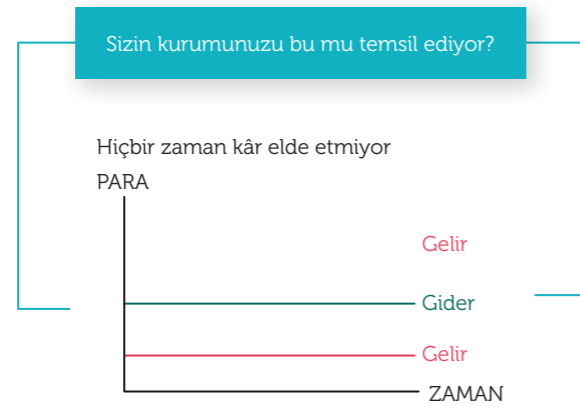 Sizin kurumunuzu bu mu temsil ediyor?
Hiçbir zaman kâr elde etmiyor
PARA
Gelir
Gider
Gelir
ZAMAN